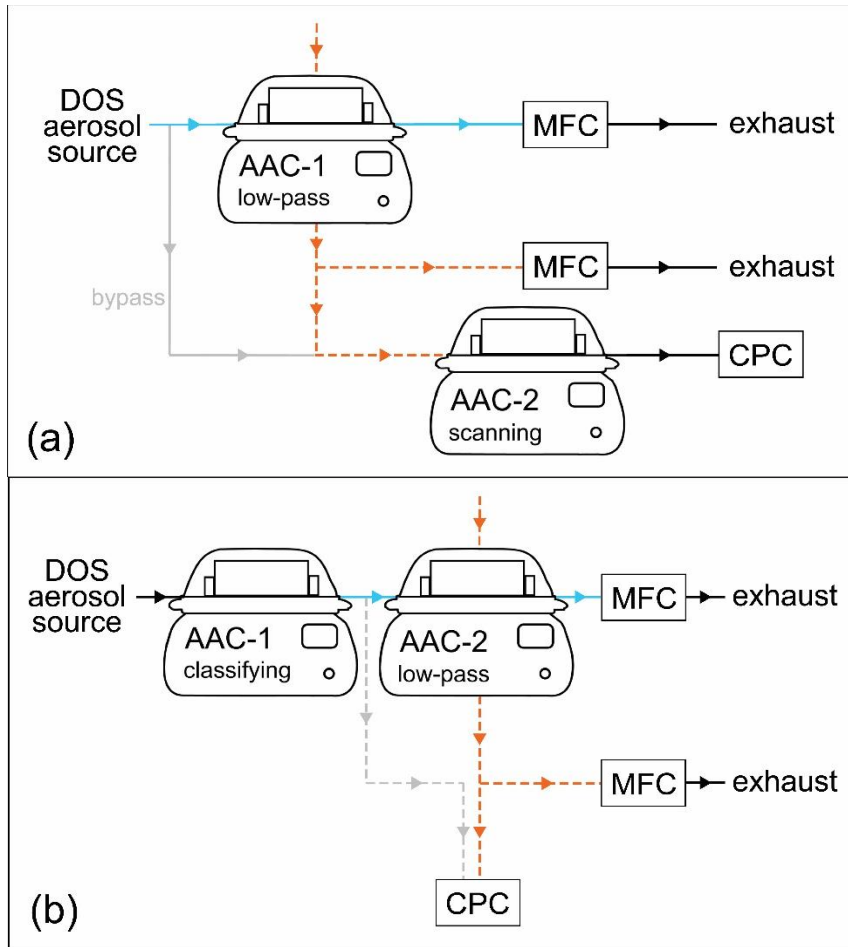 DOS
aerosol
source
AAC-1
low-pass
MFC
exhaust
MFC
exhaust
bypass
AAC-2
scanning
CPC
(a)
DOS
aerosol
source
AAC-1
classifying
AAC-2
low-pass
MFC
exhaust
MFC
exhaust
CPC
(b)